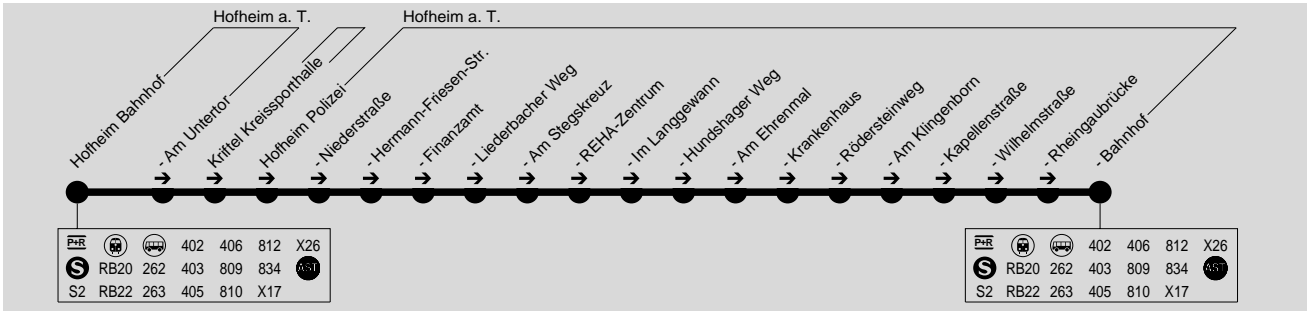 Hofheim a. T.
Hofheim a. T.
Hofheim Bahnhof
- Am Untertor
Kriftel Kreissporthalle
Hofheim Polizei
- Niederstraße
- Hermann-Friesen-Str.
- Finanzamt
- Liederbacher Weg
- Am Stegskreuz
- REHA-Zentrum
- Im Langgewann
- Hundshager Weg
- Am Ehrenmal
- Krankenhaus
- Rödersteinweg
- Am Klingenborn
- Kapellenstraße
- Wilhelmstraße
- Rheingaubrücke
- Bahnhof
P+R 402 406 812 X26
S RB20 262 403 809 834 AST
S2 RB22 263 405 810 X17
P+R 402 406 812 X26
S RB20 262 403 809 834 AST
S2 RB22 263 405 810 X17